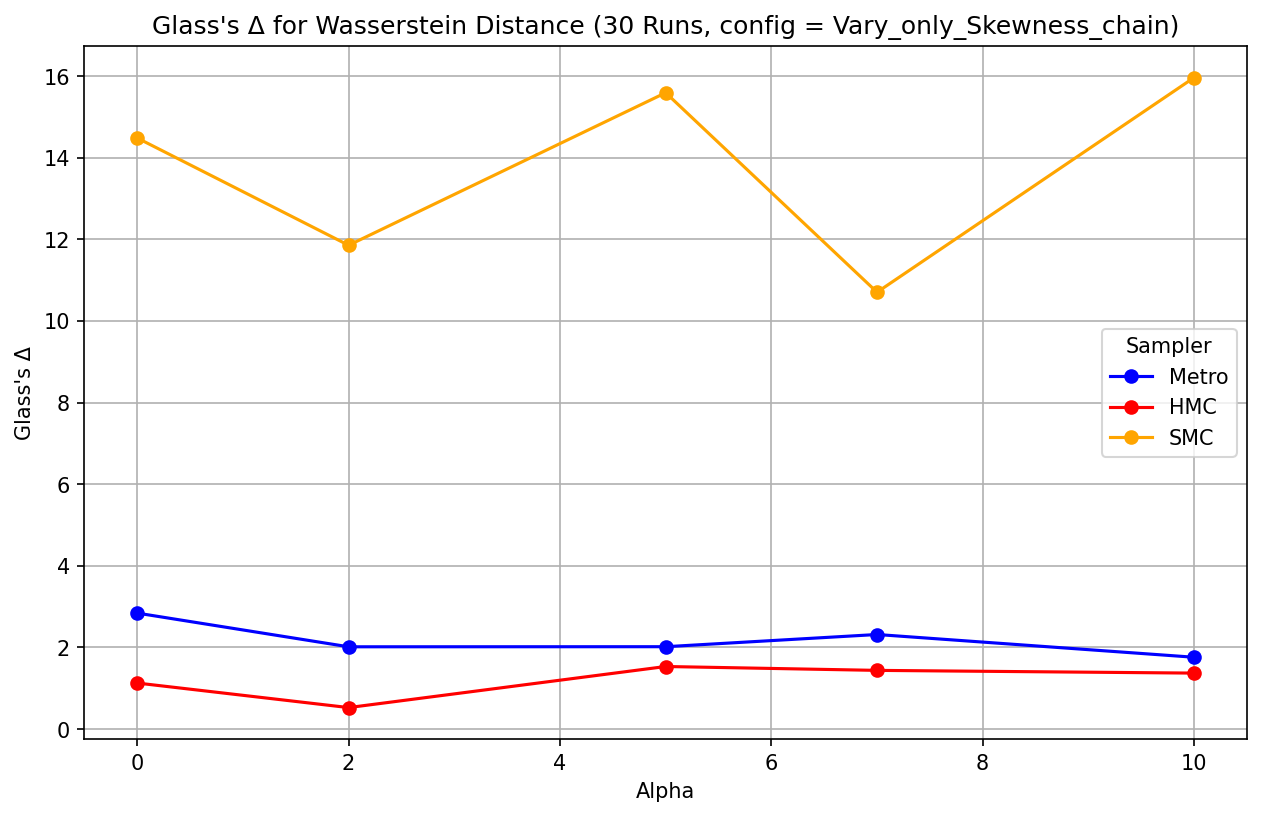 Glass's Δ for Wasserstein Distance (30 Runs, config = Vary_only_Skewness_chain)
16
14
12
10
8
6
4
2
0
Glass's Δ
Sampler
Metro
HMC
SMC
0 2 4 6 8 10
Alpha